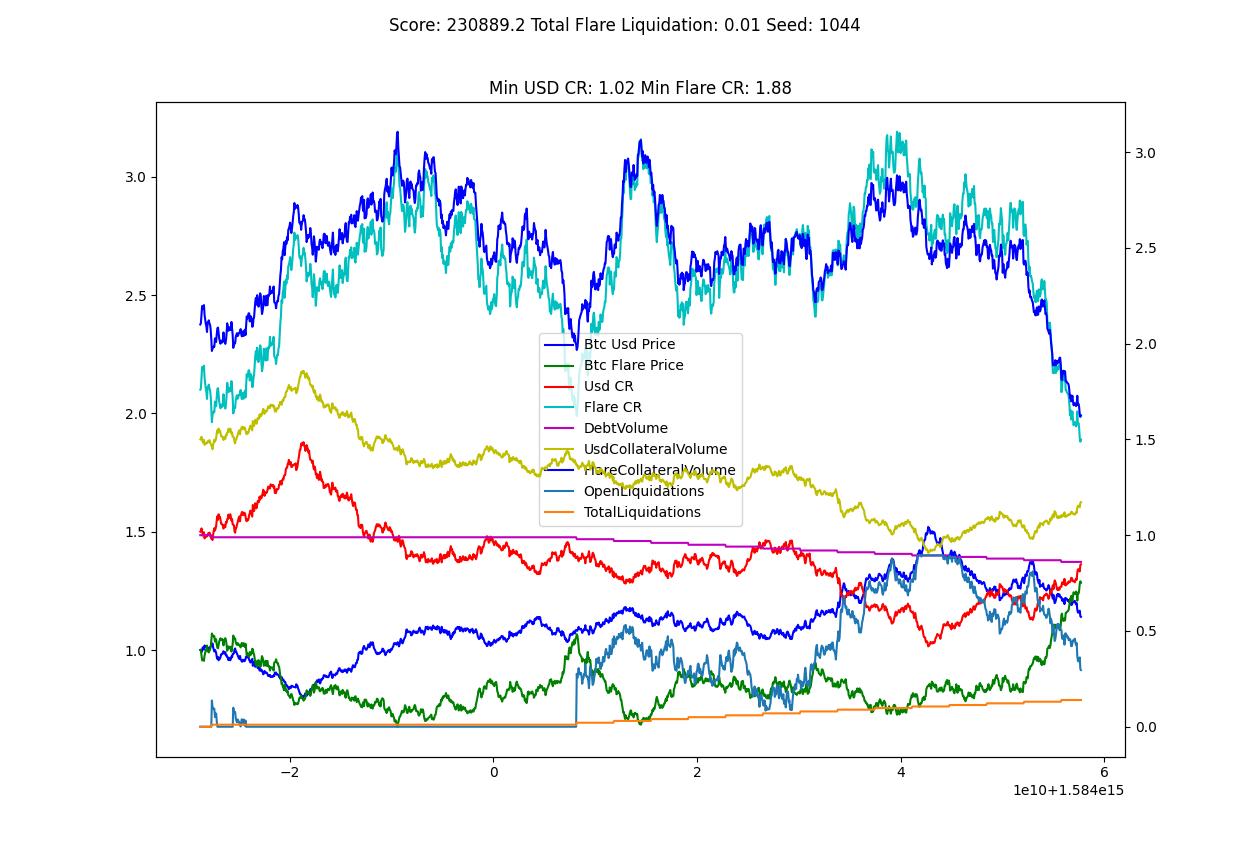 Score: 230889.2 Total Flare Liquidation: 0.01 Seed: 1044
Min USD CR: 1.02 Min Flare CR: 1.88
3.0
2.5
2.0
1.5
1.0
3.0
2.5
2.0
1.5
1.0
0.5
0.0
Btc Usd Price
Btc Flare Price
Usd CR
Flare CR
DebtVolume
UsdCollateralVolume
FlareCollateralVolume
OpenLiquidations
TotalLiquidations
−2
0
2
4
6
1e10+1.584e15